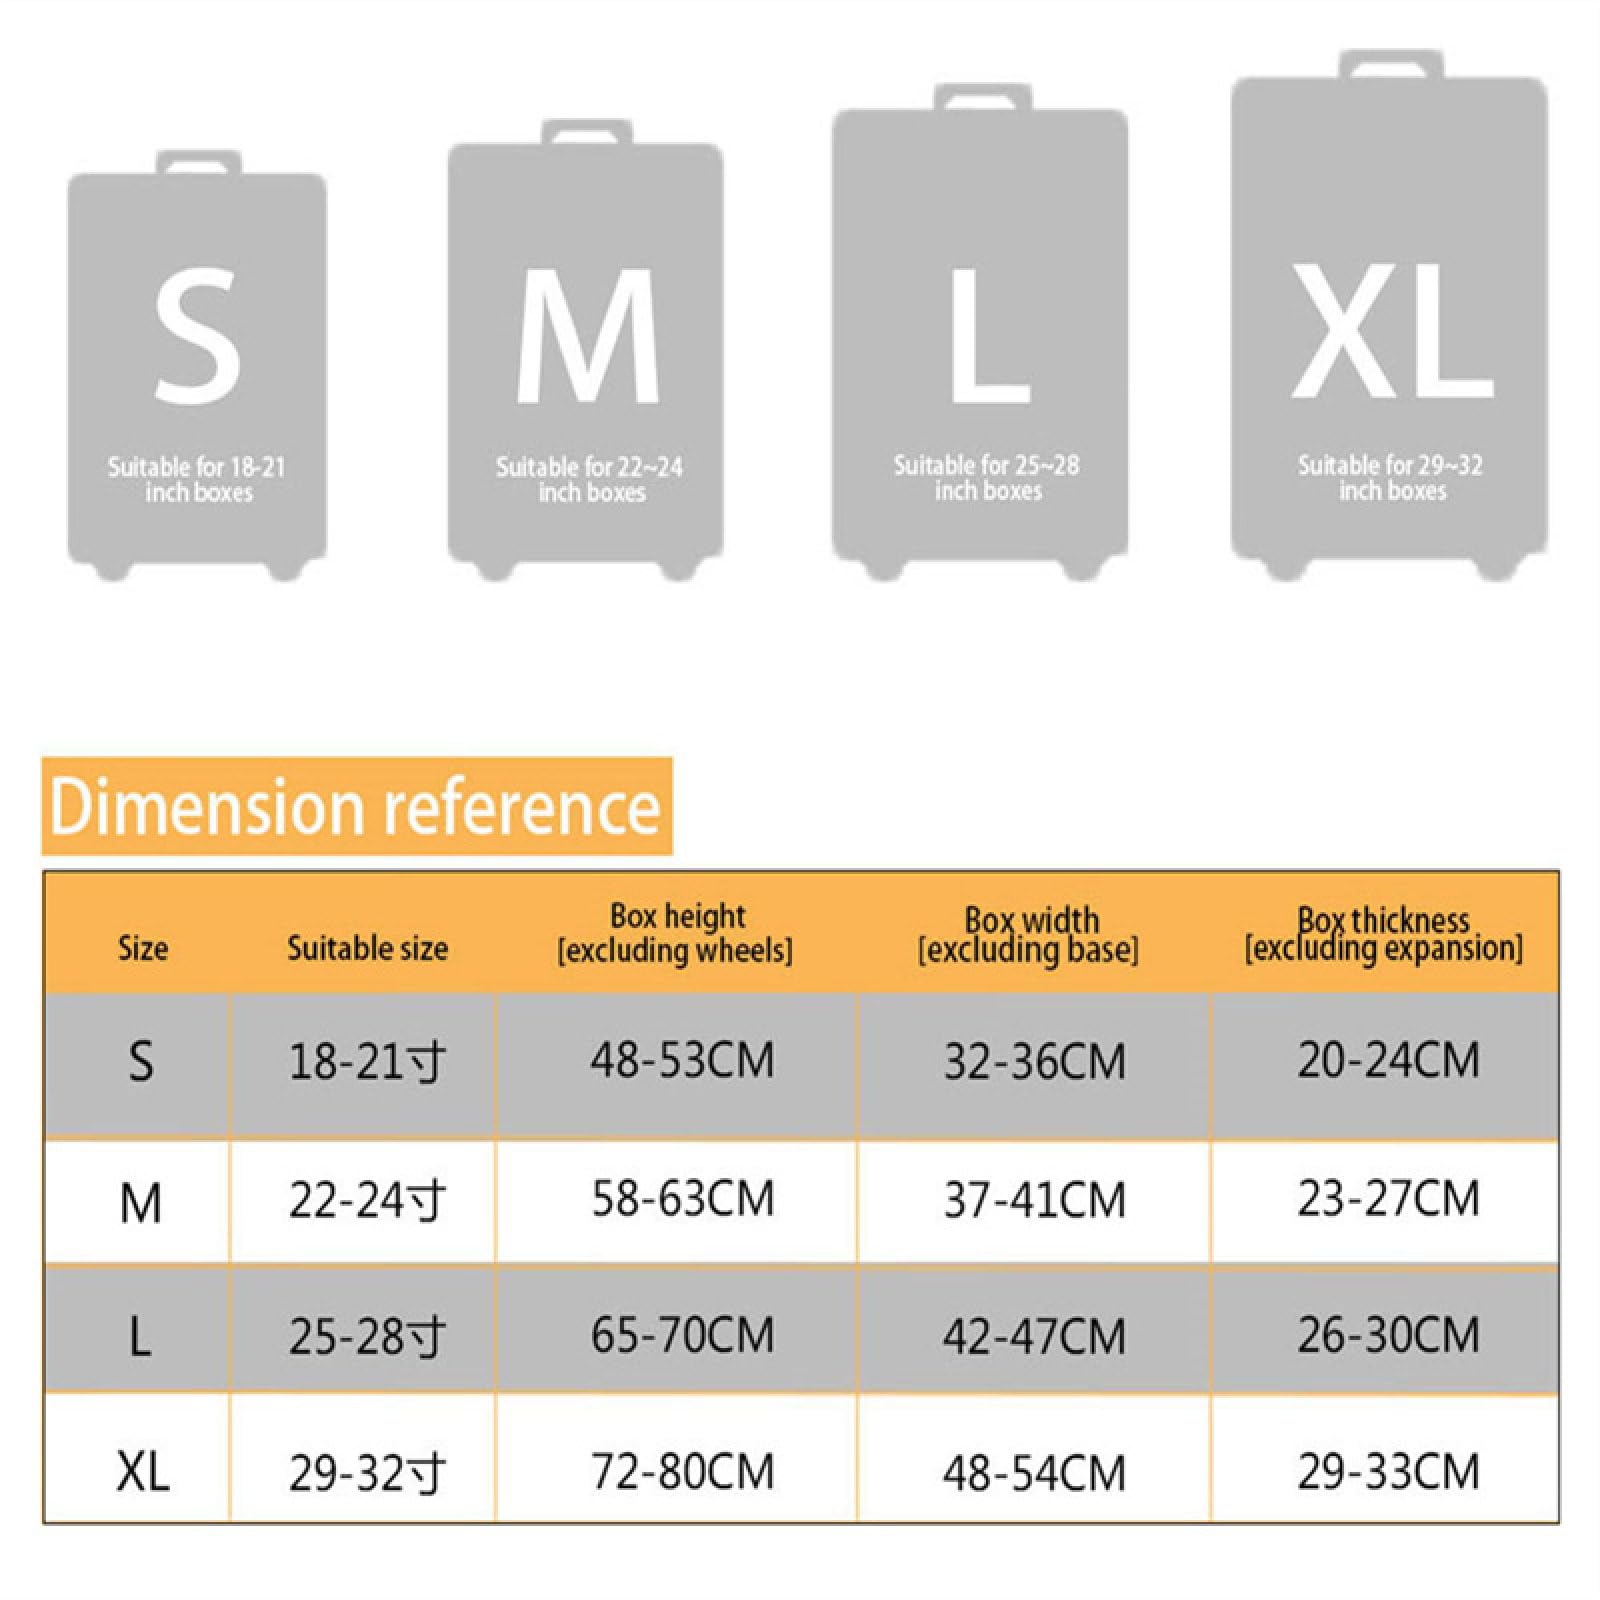 S
Suitable for 18-21
inch boxes
M
Suitable for 22~24
inch boxes
L
Suitable for 25~28
inch boxes
XL
Suitable for 29~32
inch boxes
Dimension reference
Size
Suitable size
Box height
[excluding wheels]
Box width
[excluding base]
Box thickness
[excluding expansion]
S
18-21寸
48-53CM
32-36CM
20-24CM
M
22-24寸
58-63CM
37-41CM
23-27CM
L
25-28寸
65-70CM
42-47CM
26-30CM
XL
29-32寸
72-80CM
48-54CM
29-33CM